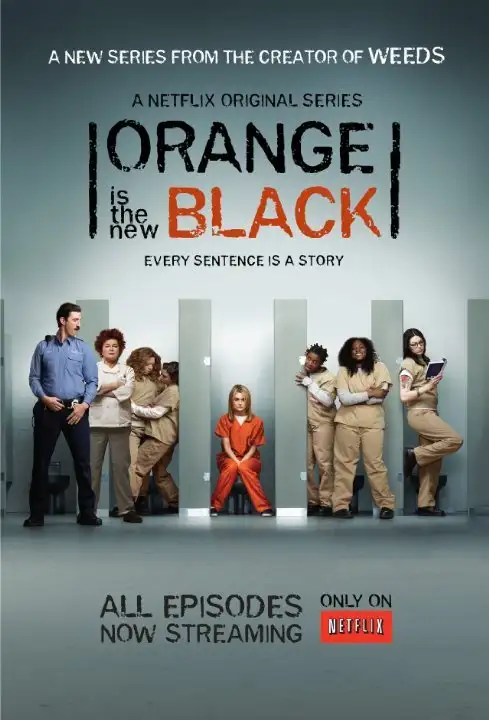 A NEW SERIES FROM THE CREATOR OF WEEDS
A NETFLIX ORIGINAL SERIES
ORANGE
is the new BLACK
EVERY SENTENCE IS A STORY
ALL EPISODES
NOW STREAMING
ONLY ON
NETFLIX